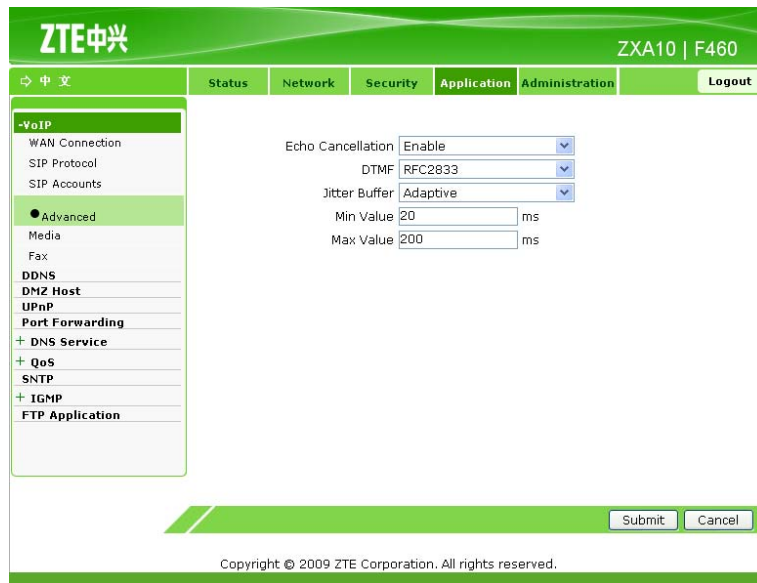 ZTE中兴
ZXA10 | F460
中文
Status Network Security Application Administration Logout
-VoIP
WAN Connection
SIP Protocol
SIP Accounts
Advanced
Media
Fax
DDNS
DMZ Host
UPnP
Port Forwarding
+ DNS Service
+ QoS
SNTP
+ IGMP
FTP Application
Echo Cancellation Enable
DTMF RFC2833
Jitter Buffer Adaptive
Min Value 20 ms
Max Value 200 ms
Submit Cancel
Copyright © 2009 ZTE Corporation. All rights reserved.